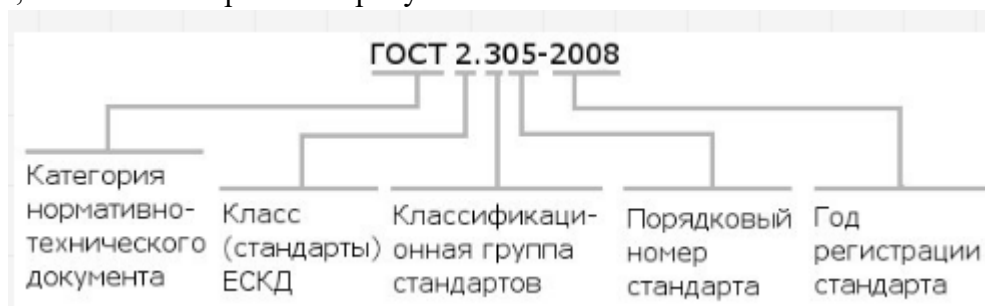 ГОСТ 2.305-2008
Категория
нормативно-
технического
документа
Класс
(стандарты)
ЕСКД
Классификаци-
онная группа
стандартов
Порядковый
номер
стандарта
Год
регистрации
стандарта